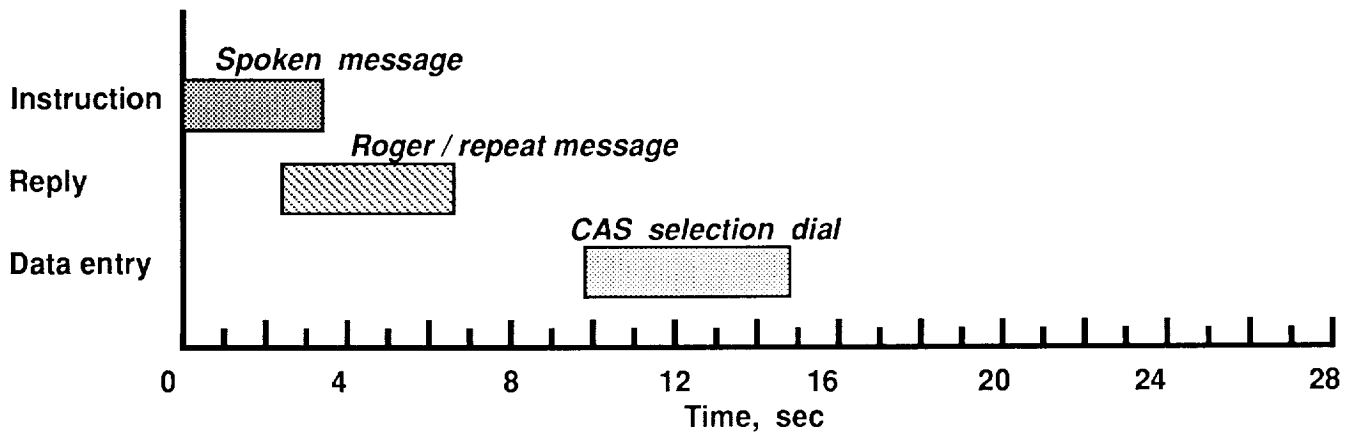 Spoken message
Instruction
Roger / repeat message
Reply
CAS selection dial
Data entry
0 4 8 12 16 20 24 28
Time, sec